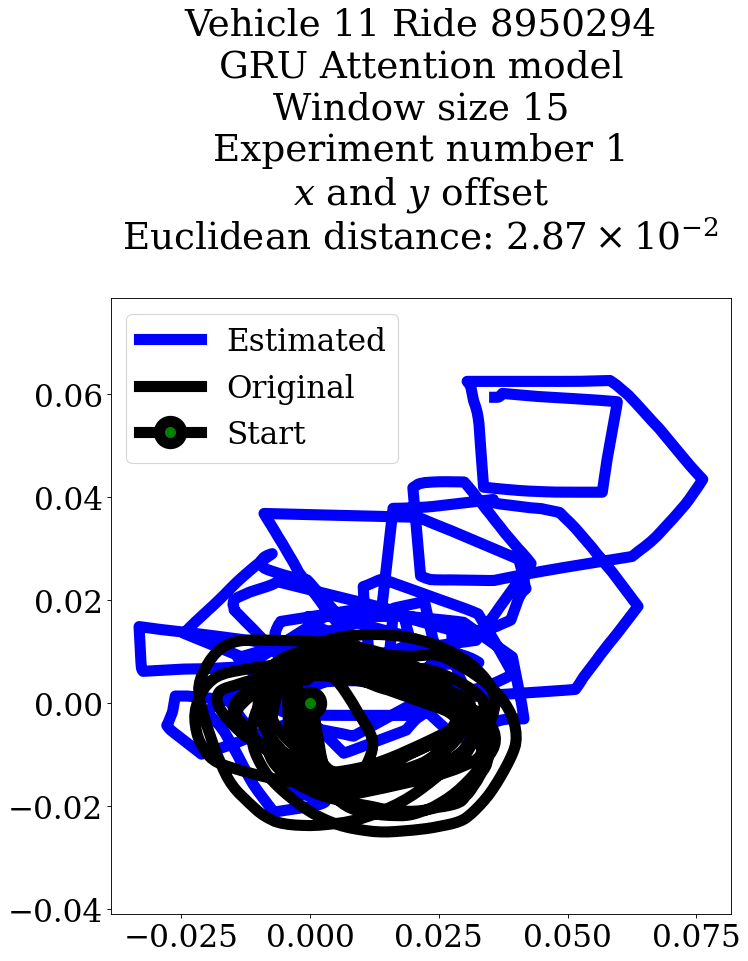 Vehicle 11 Ride 8950294
GRU Attention model
Window size 15
Experiment number 1
x and y offset
Euclidean distance: 2.87 × 10⁻²
Estimated
Original
Start
0.06
0.04
0.02
0.00
−0.02
−0.04
−0.025 0.000 0.025 0.050 0.075